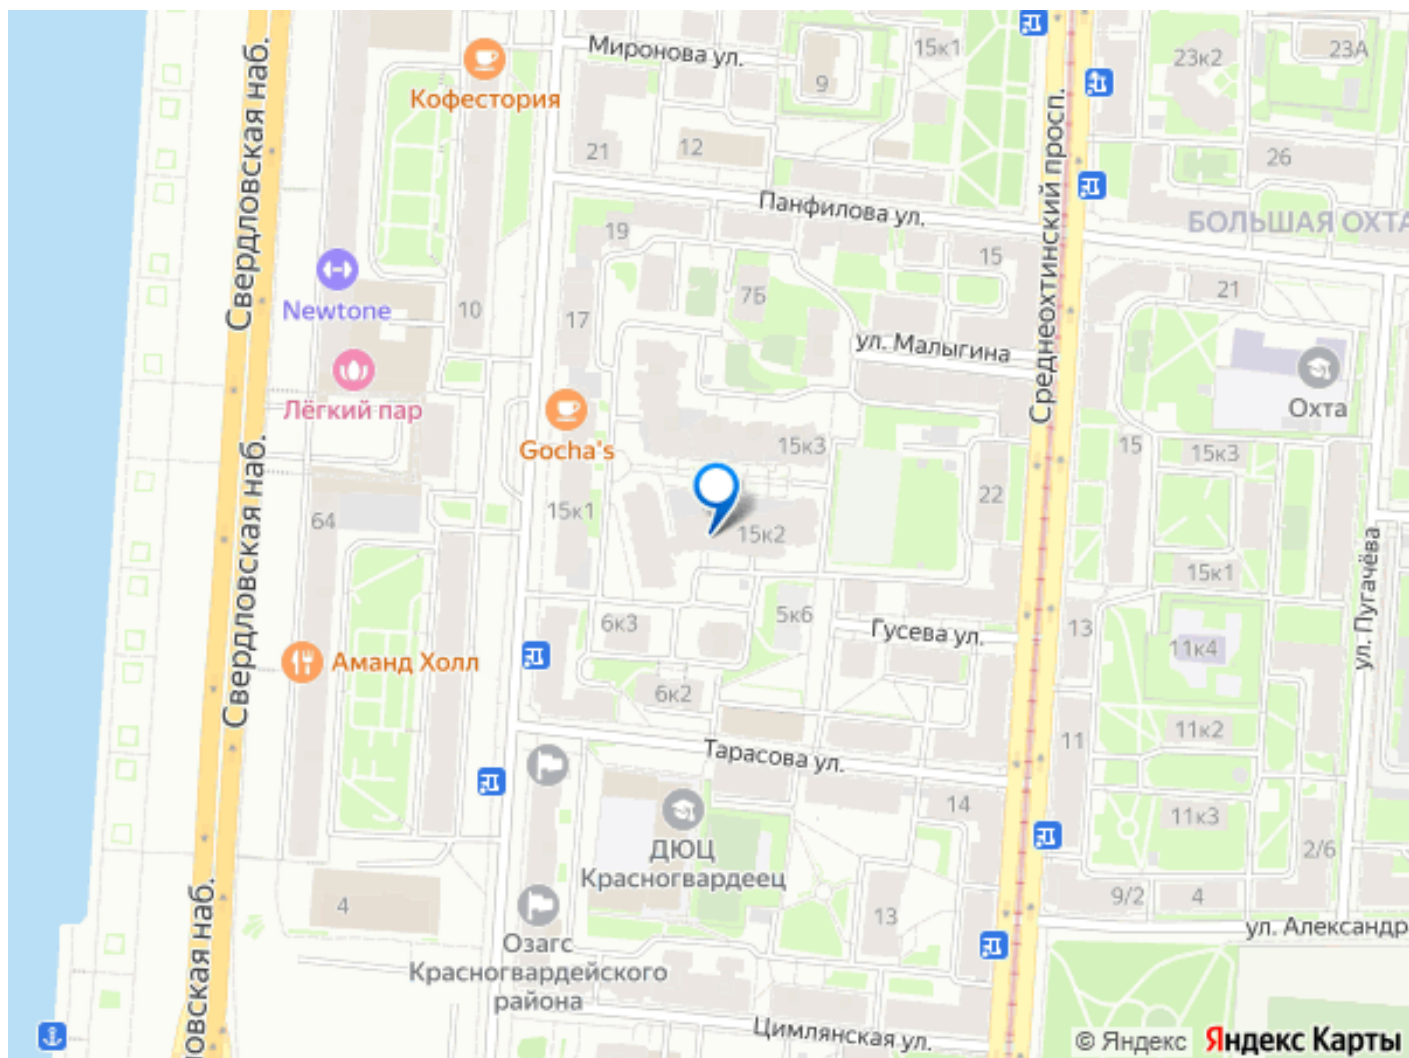 Миронова ул.
15к1
23к2
23А
Свердловская наб.
Кофестория
9
21
12
26
Среднеохтинский просп.
Панфилова ул.
БОЛЬШАЯ ОХТА
19
15
7Б
21
Newtone
10
17
ул. Малыгина
Лёгкий пар
Охта
Gocha's
15к3
15
15к3
Свердловская наб.
64
15к1
15к2
22
ул. Пугачёва
15к1
6к3
5к6
Гусева ул.
13
11к4
Аманд Холл
6к2
11
11к2
Тарасова ул.
14
11к3
ДЮЦ
Красногвардеец
2/6
4
13
9/2
4
ул. Александр
Озагс
Красногвардейского
района
овская наб.
Цимлянская ул.
© Яндекс Яндекс Карты